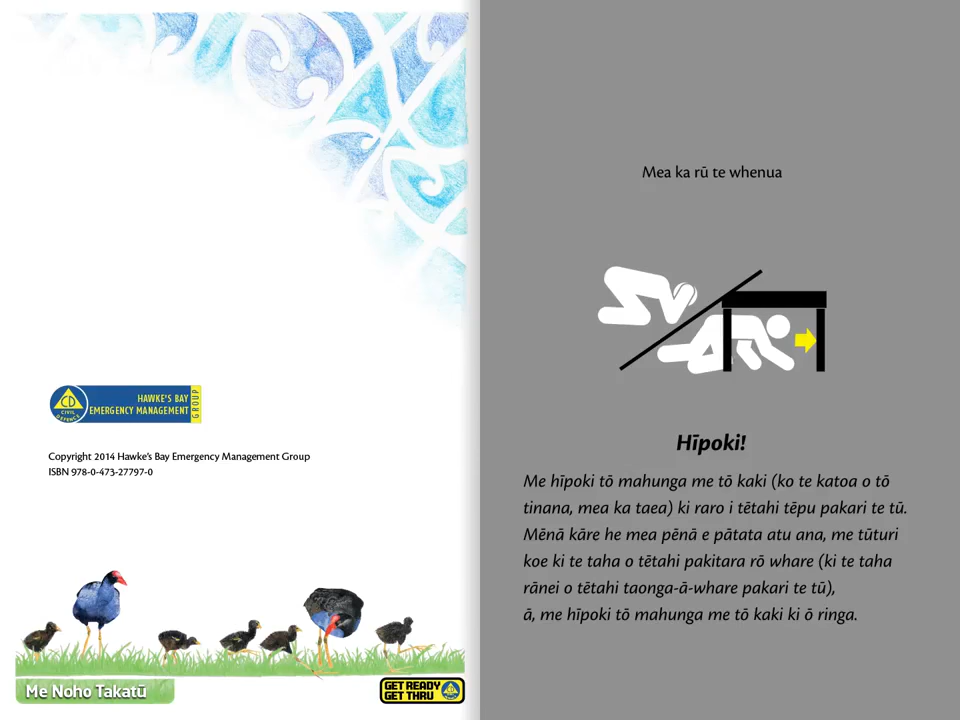 CD
CIVIL
DEFENCE
HAWKE'S BAY
EMERGENCY MANAGEMENT
GROUP
Copyright 2014 Hawke's Bay Emergency Management Group
ISBN 978-0-473-27797-0
Me Noho Takatū
GET READY
GET THRU
CD
Mea ka rū te whenua
Hīpoki!
Me hīpoki tō mahunga me tō kaki (ko te katoa o tō
tinana, mea ka taea) ki raro i tētahi tēpu pakari te tū.
Mēnā kāre he mea pēnā e pātata atu ana, me tūturi
koe ki te taha o tētahi pakitara rō whare (ki te taha
rānei o tētahi taonga-ā-whare pakari te tū),
ā, me hīpoki tō mahunga me tō kaki ki ō ringa.